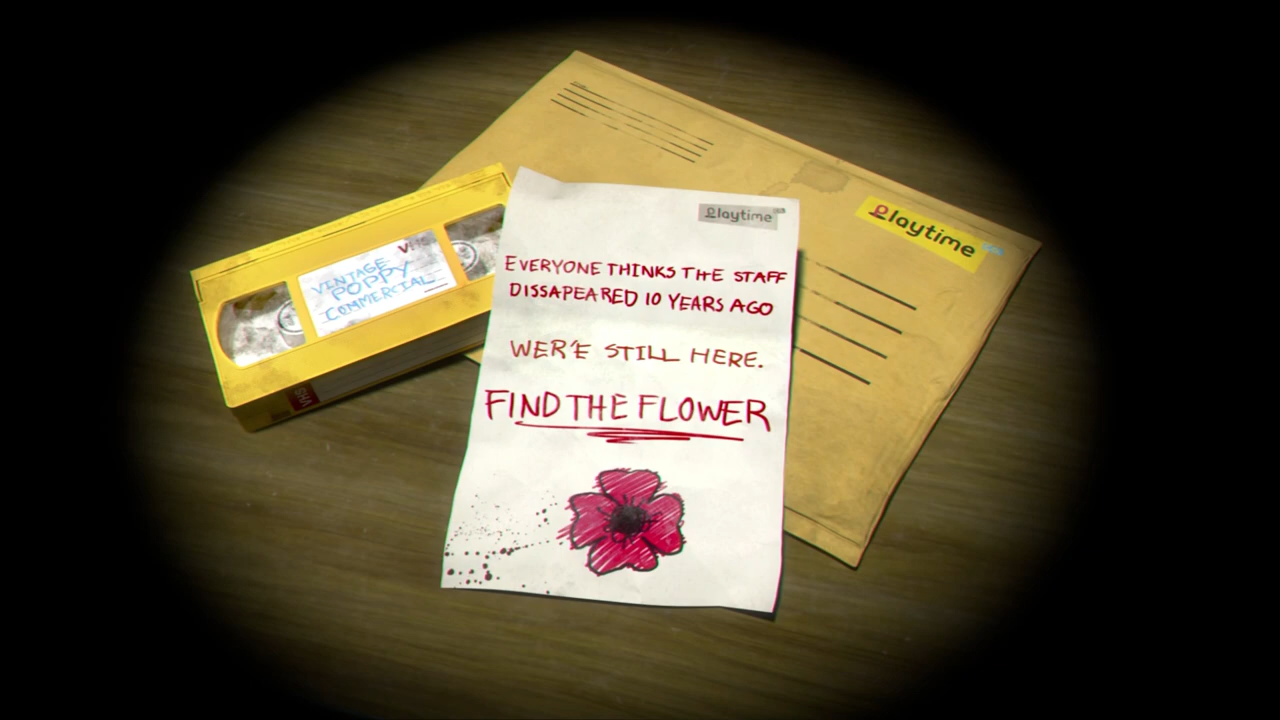 VHS
VINTAGE
POPPY
COMMERCIAL
VHS
Playtime
EVERYONE THINKS THE STAFF
DISSAPEARED 10 YEARS AGO
WER'E STILL HERE.
FIND THE FLOWER
Playtime